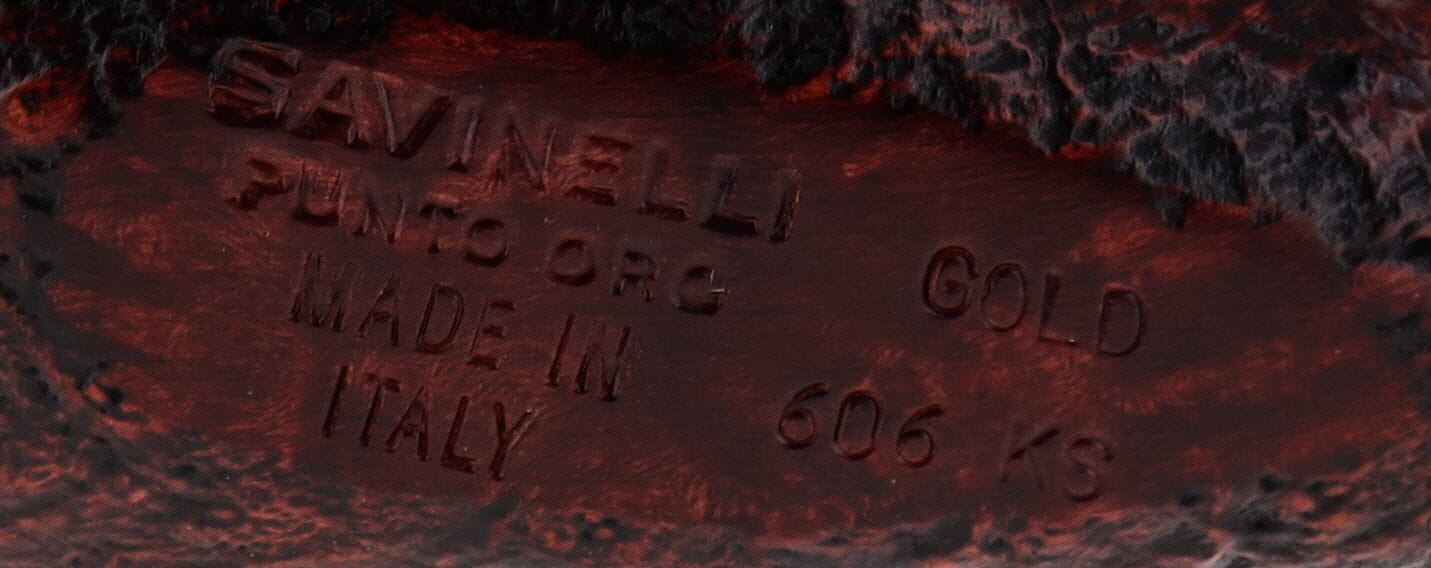 SAVINELLI
PUNTO ORO
MADE IN
ITALY
GOLD
606 KS